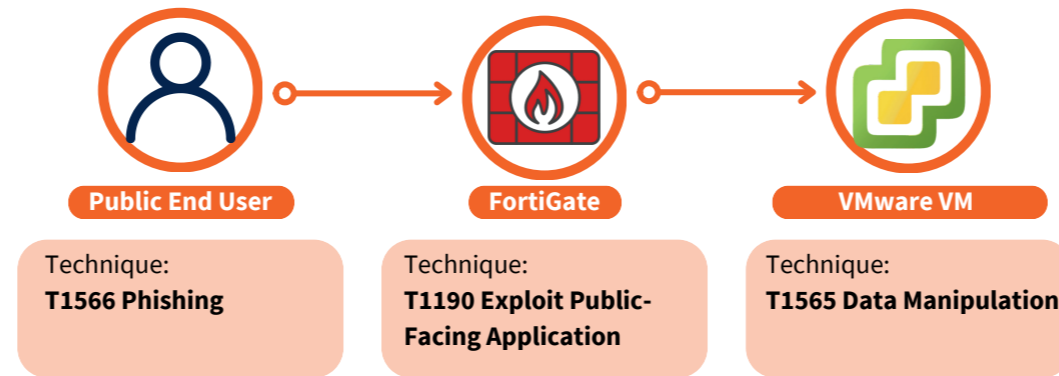 Public End User
FortiGate
VMware VM
Technique:
T1566 Phishing
Technique:
T1190 Exploit Public-
Facing Application
Technique:
T1565 Data Manipulation